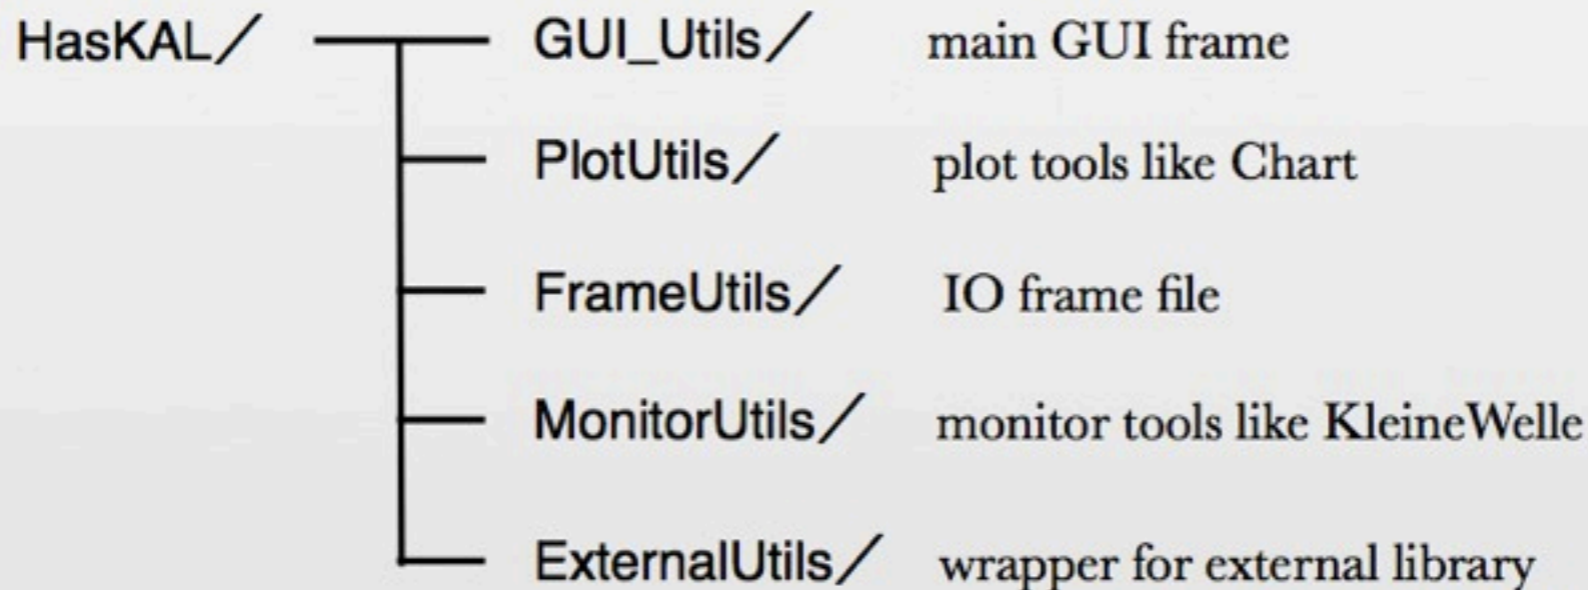 HasKAL／ GUI_Utils／ main GUI frame
PlotUtils／ plot tools like Chart
FrameUtils／ IO frame file
MonitorUtils／ monitor tools like KleineWelle
ExternalUtils／ wrapper for external library